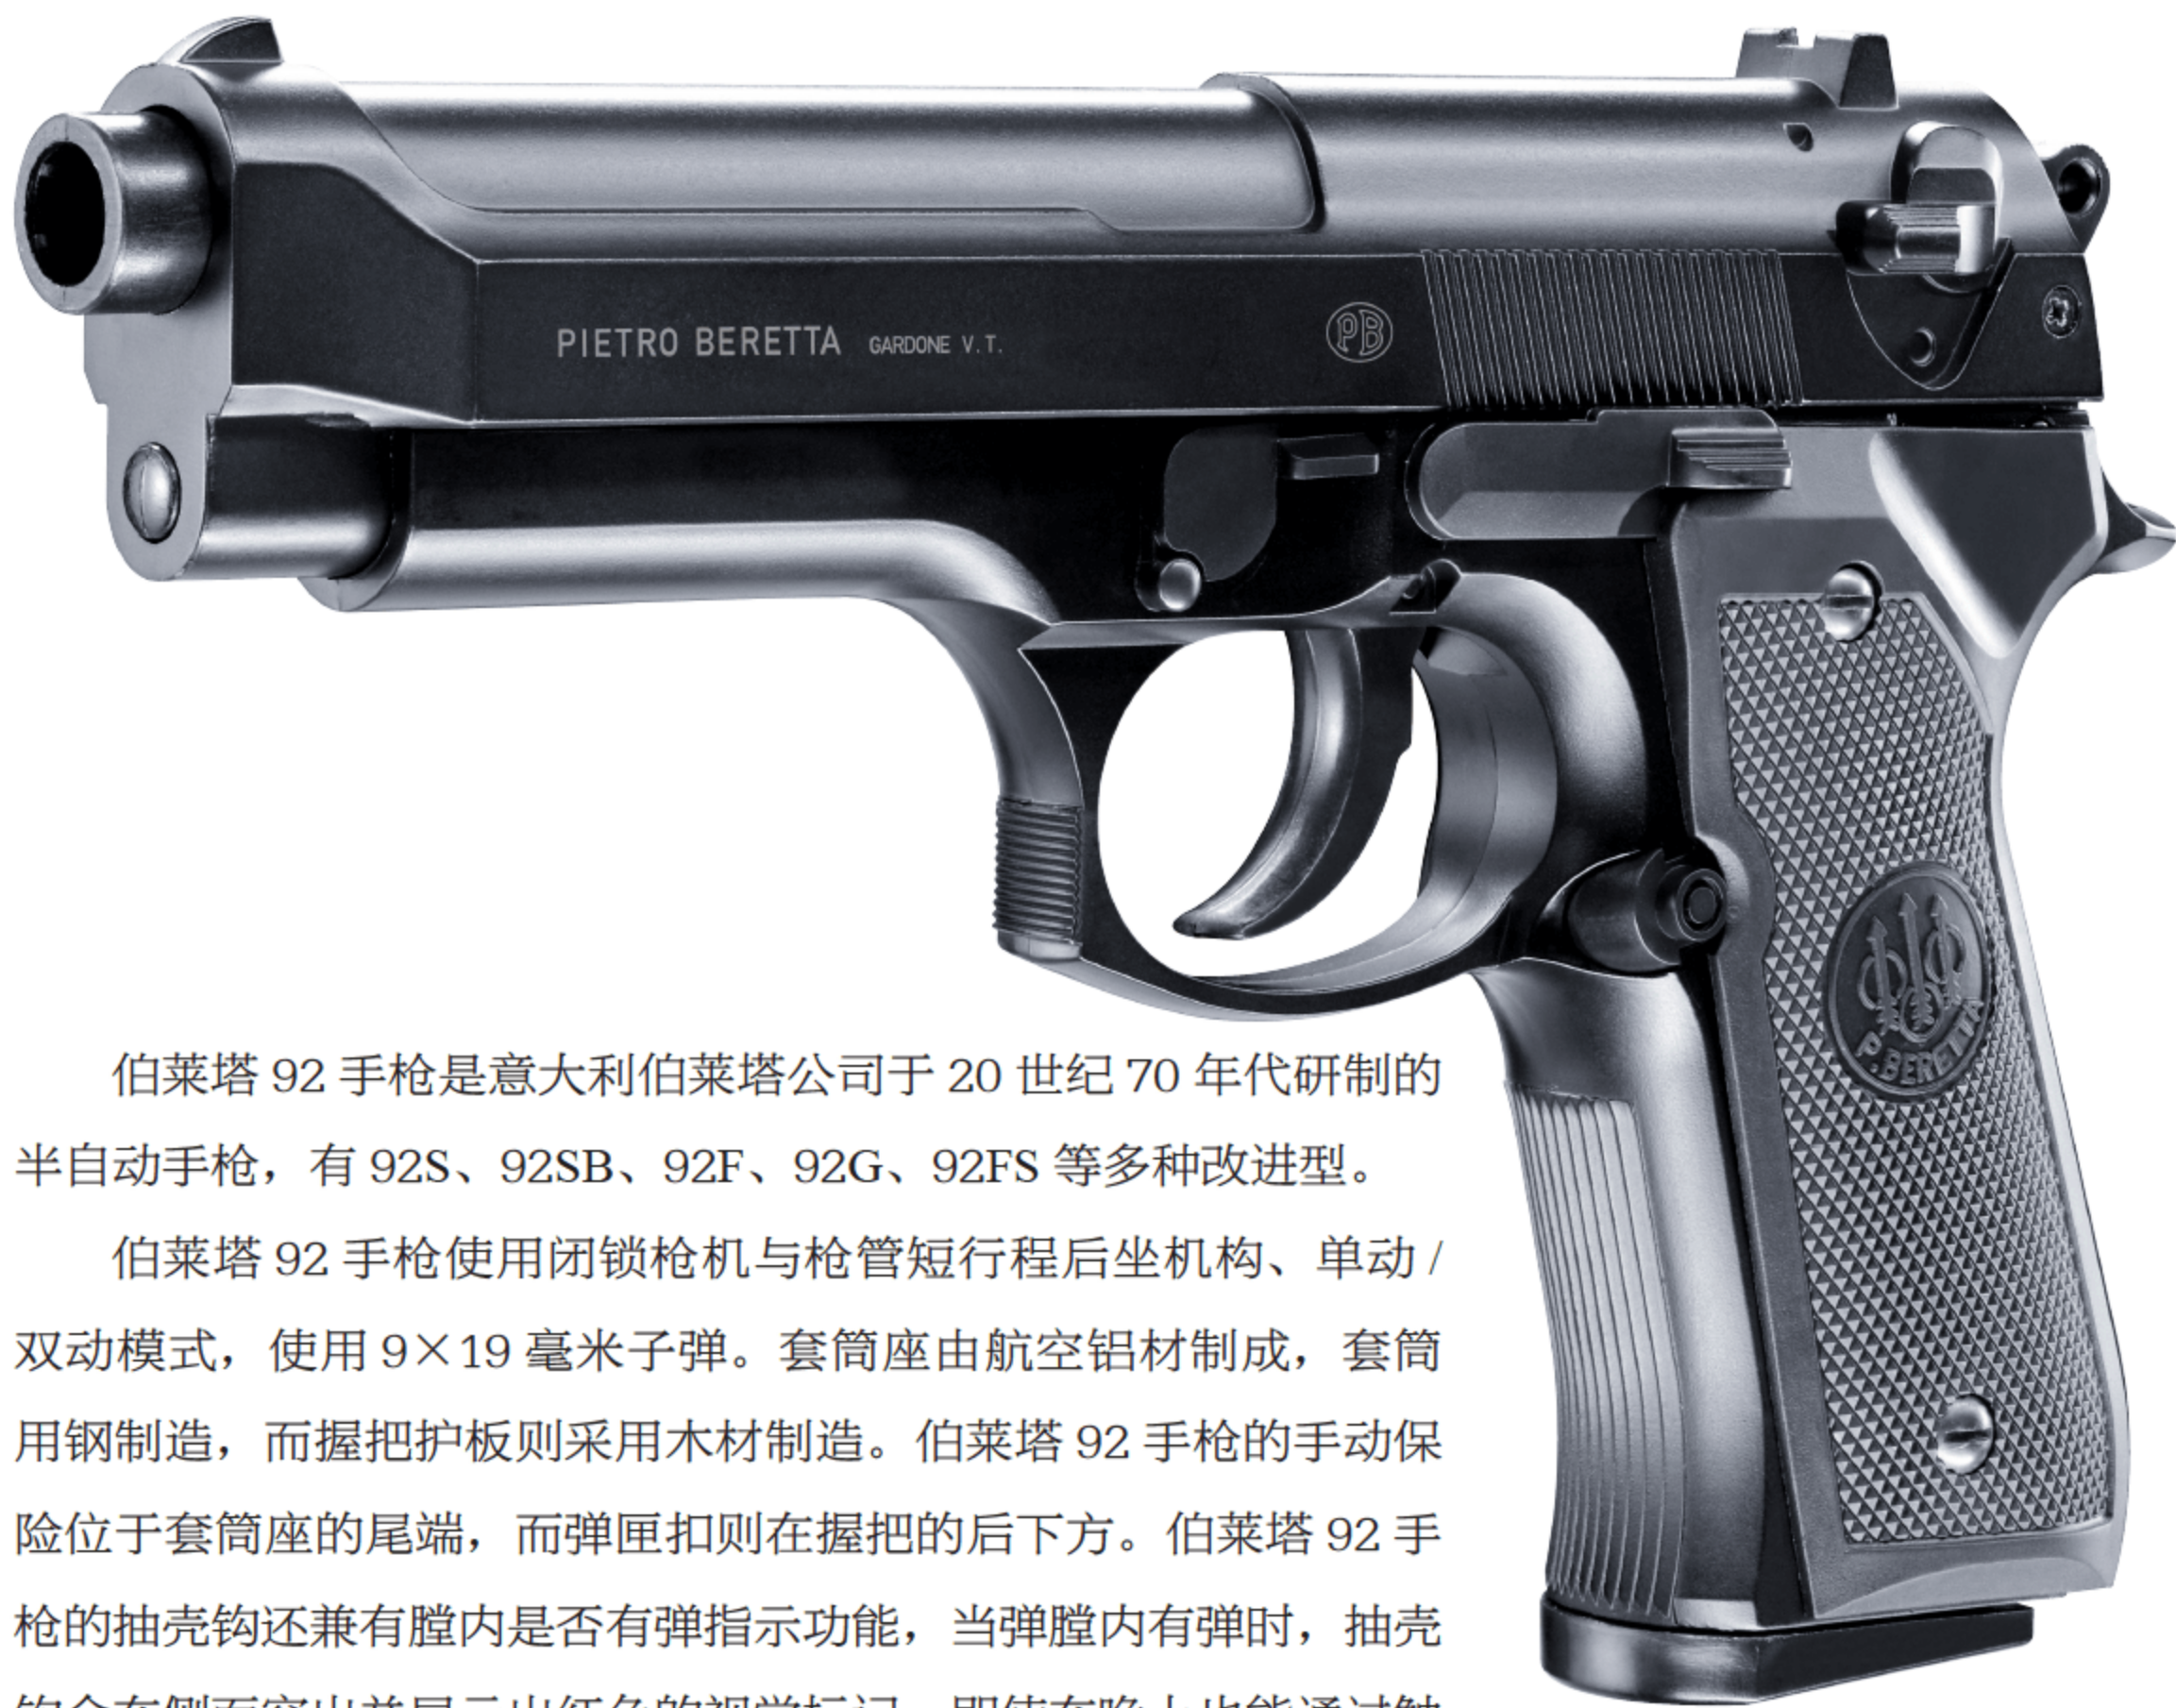 PIETRO BERETTA GARDONE V.T.
PB
P. BERETTA
伯莱塔 92 手枪是意大利伯莱塔公司于 20 世纪 70 年代研制的
半自动手枪，有 92S、92SB、92F、92G、92FS 等多种改进型。
伯莱塔 92 手枪使用闭锁枪机与枪管短行程后坐机构、单动 /
双动模式，使用 9×19 毫米子弹。套筒座由航空铝材制成，套筒
用钢制造，而握把护板则采用木材制造。伯莱塔 92 手枪的手动保
险位于套筒座的尾端，而弹匣扣则在握把的后下方。伯莱塔 92 手
枪的抽壳钩还兼有膛内是否有弹指示功能，当弹膛内有弹时，抽壳